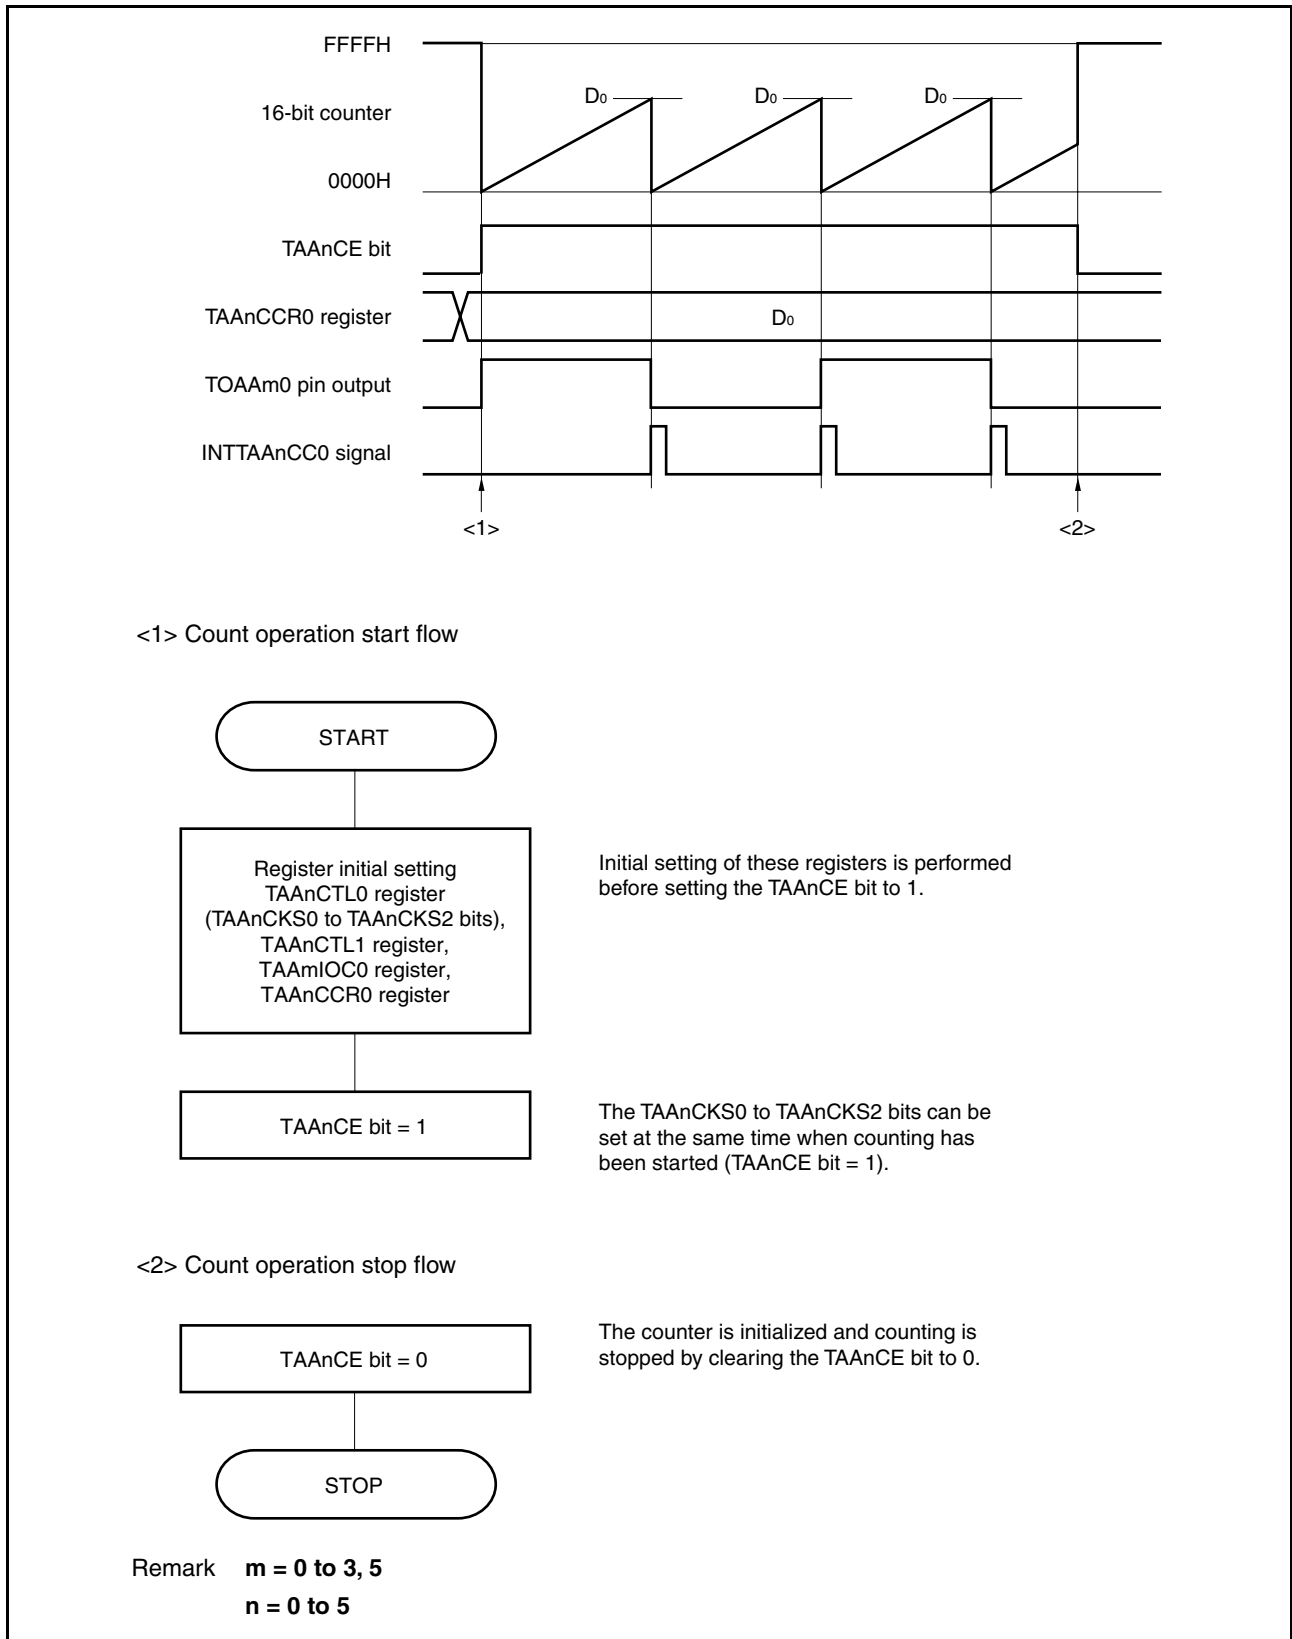 FFFFH
D0
D0
D0
16-bit counter
0000H
TAAnCE bit
TAAnCCR0 register
D0
TOAAm0 pin output
INTTAAnCC0 signal
<1>
<2>
<1> Count operation start flow
START
Register initial setting
TAAnCTL0 register
(TAAnCKS0 to TAAnCKS2 bits),
TAAnCTL1 register,
TAAmIOC0 register,
TAAnCCR0 register
Initial setting of these registers is performed
before setting the TAAnCE bit to 1.
TAAnCE bit = 1
The TAAnCKS0 to TAAnCKS2 bits can be
set at the same time when counting has
been started (TAAnCE bit = 1).
<2> Count operation stop flow
TAAnCE bit = 0
The counter is initialized and counting is
stopped by clearing the TAAnCE bit to 0.
STOP
Remark m = 0 to 3, 5
n = 0 to 5